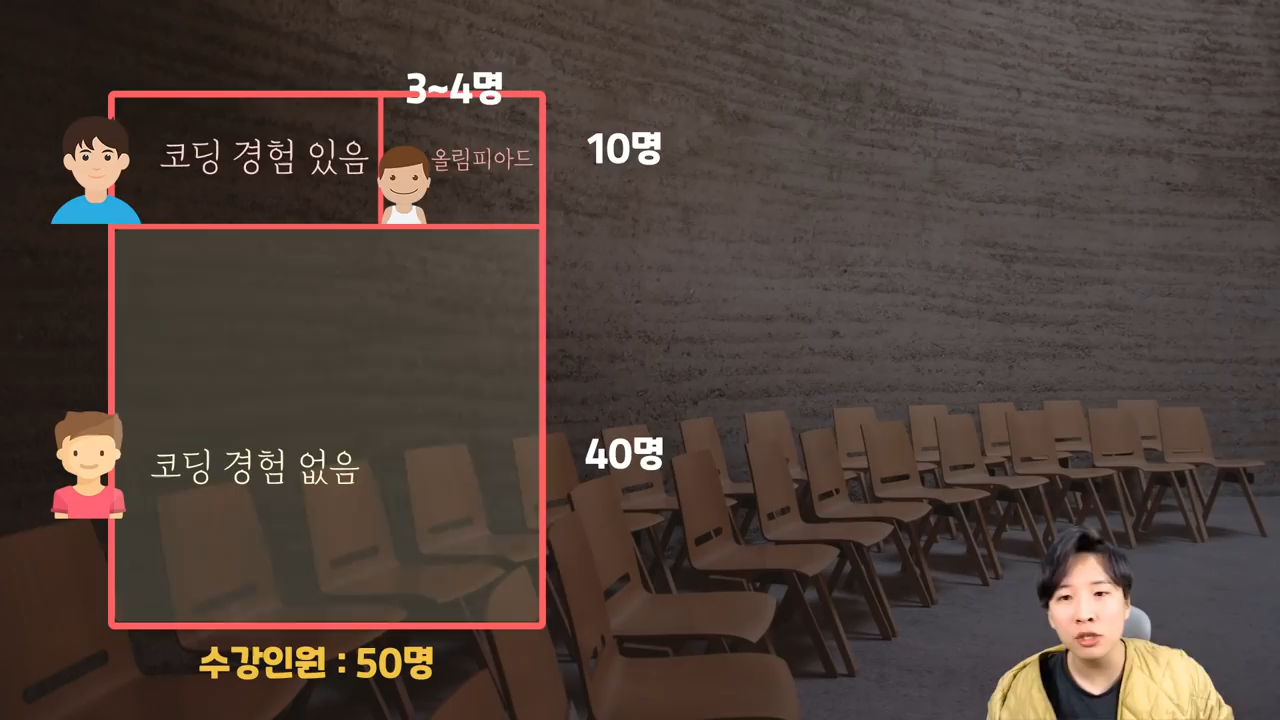 3~4명
코딩 경험 있음
올림피아드
10명
코딩 경험 없음
40명
수강인원 : 50명